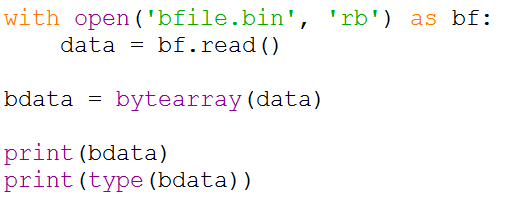 with open('bfile.bin', 'rb') as bf:
    data = bf.read()

bdata = bytearray(data)

print(bdata)
print(type(bdata))